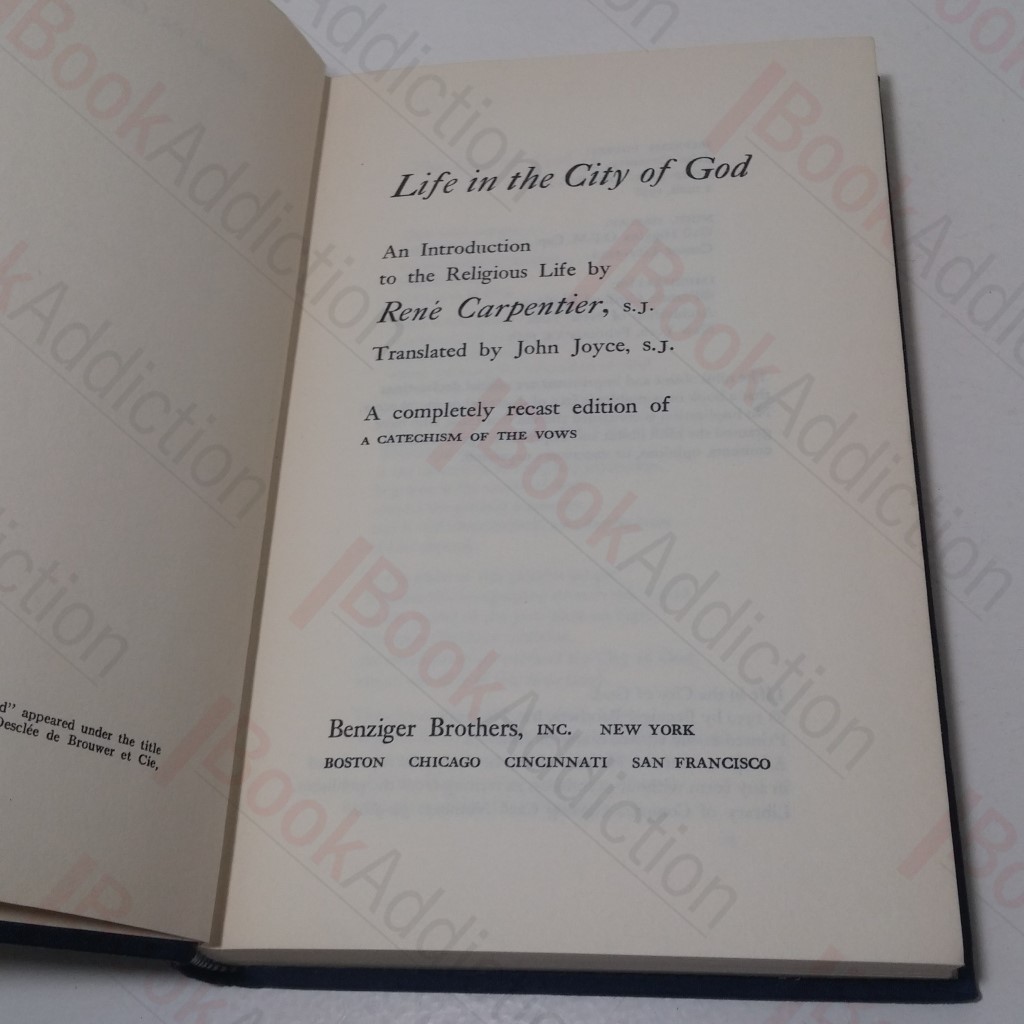 d" appeared under the title
Desclée de Brouwer et Cie,
Life in the City of God
An Introduction
to the Religious Life by
René Carpentier, S.J.
Translated by John Joyce, S.J.
A completely recast edition of
A CATECHISM OF THE VOWS
Benziger Brothers, INC. NEW YORK
BOSTON CHICAGO CINCINNATI SAN FRANCISCO
BookAddiction